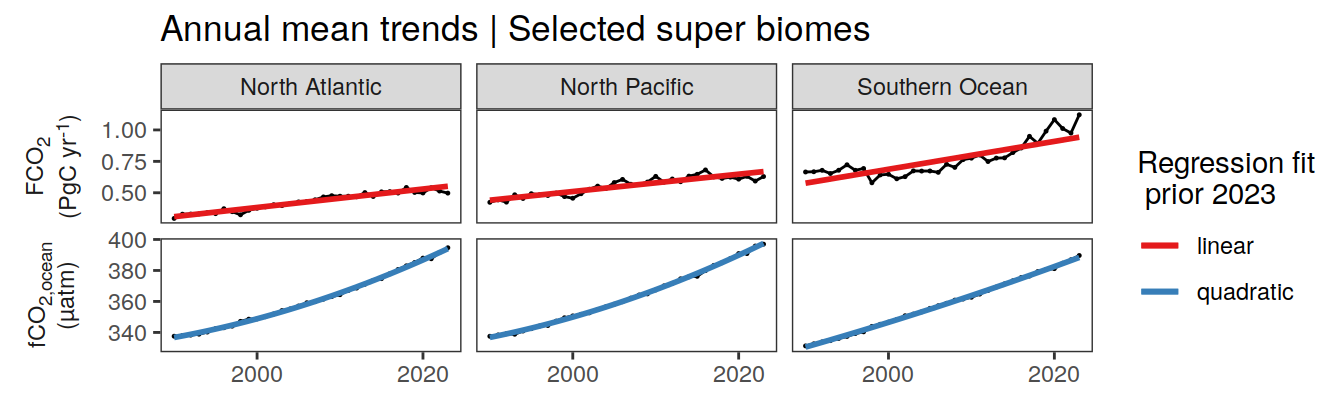 Annual mean trends | Selected super biomes
North Atlantic
North Pacific
Southern Ocean
FCO₂
(PgC yr⁻¹)
1.00
0.75
0.50
fCO₂,ocean
(µatm)
400
380
360
340
2000
2020
2000
2020
2000
2020
Regression fit
prior 2023
linear
quadratic